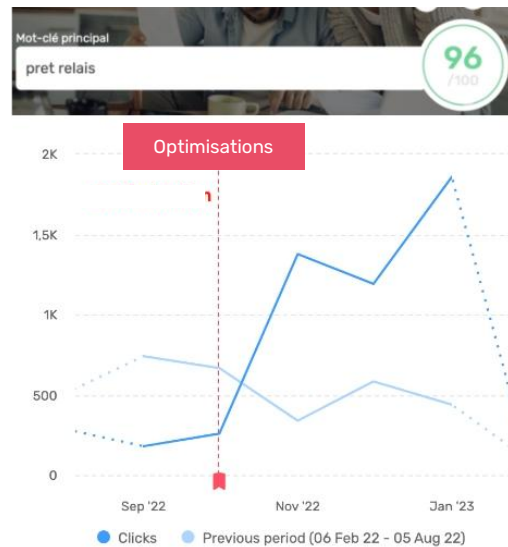 Mot-clé principal
pret relais
96
/100
Optimisations
2K
1,5K
1K
500
0
Sep '22
Nov '22
Jan '23
Clicks
Previous period (06 Feb 22 - 05 Aug 22)